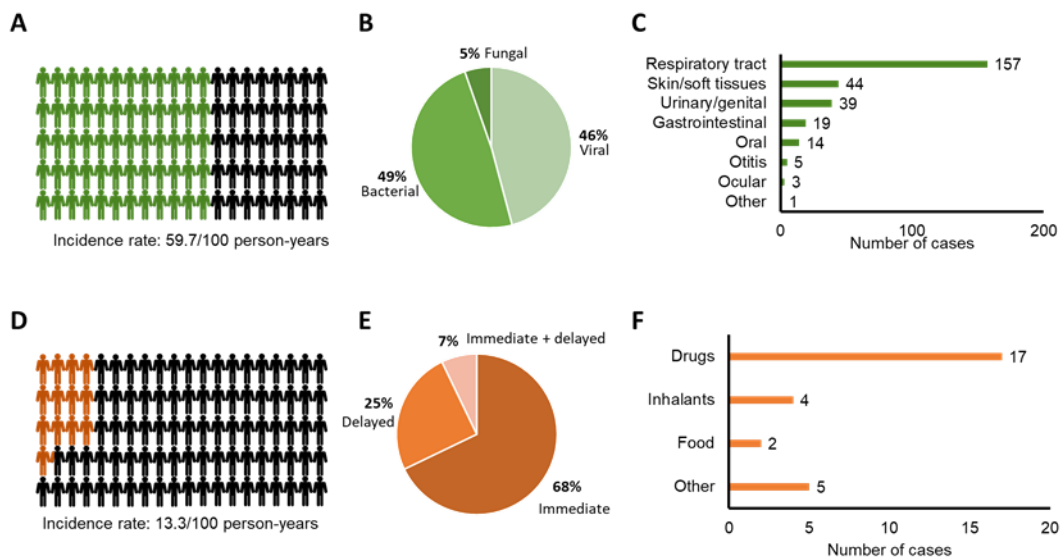 A
Incidence rate: 59.7/100 person-years
B
5% Fungal
46%
Viral
49%
Bacterial
C
Respiratory tract 157
Skin/soft tissues 44
Urinary/genital 39
Gastrointestinal 19
Oral 14
Otitis 5
Ocular 3
Other 1
0 100 200
Number of cases
D
Incidence rate: 13.3/100 person-years
E
7% Immediate + delayed
25%
Delayed
68%
Immediate
F
Drugs 17
Inhalants 4
Food 2
Other 5
0 5 10 15 20
Number of cases